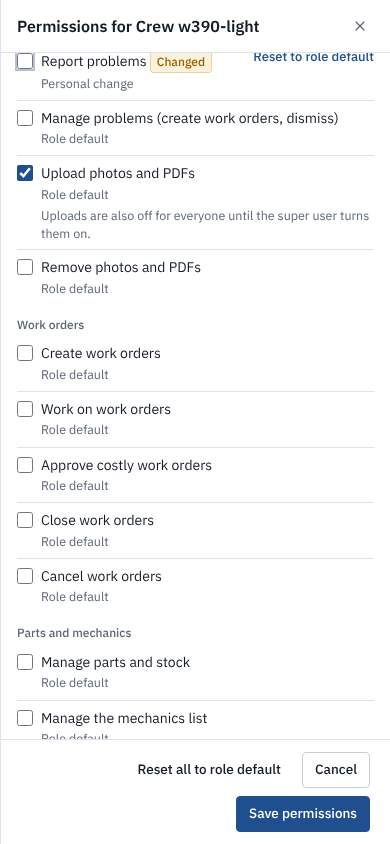 Permissions for Crew w390-light
Report problems Changed Reset to role default
Personal change
Manage problems (create work orders, dismiss)
Role default
Upload photos and PDFs
Role default
Uploads are also off for everyone until the super user turns
them on.
Remove photos and PDFs
Role default
Work orders
Create work orders
Role default
Work on work orders
Role default
Approve costly work orders
Role default
Close work orders
Role default
Cancel work orders
Role default
Parts and mechanics
Manage parts and stock
Role default
Manage the mechanics list
Role default
Reset all to role default Cancel
Save permissions